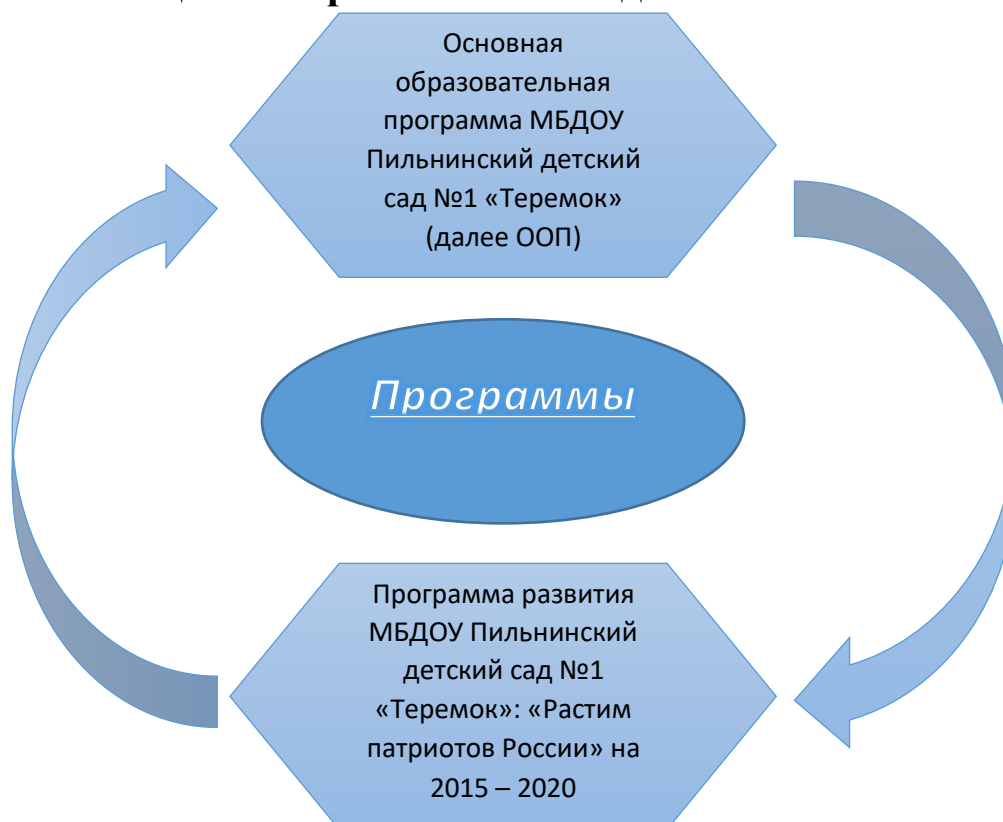 Основная
образовательная
программа МБДОУ
Пильнинский детский
сад №1 «Теремок»
(далее ООП)
Программы
Программа развития
МБДОУ Пильнинский
детский сад №1
«Теремок»: «Растим
патриотов России» на
2015 – 2020